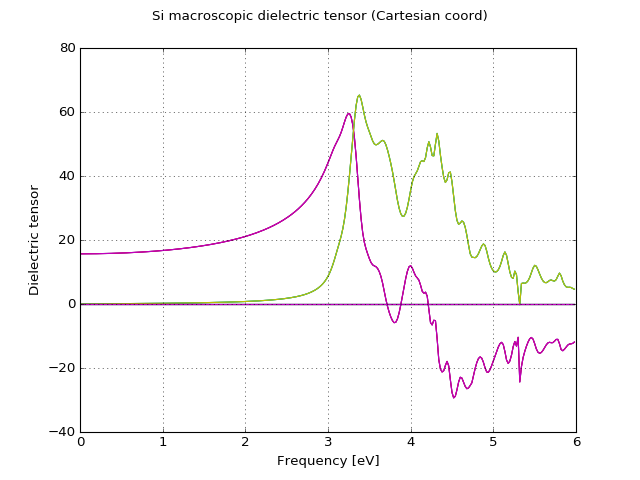 Si macroscopic dielectric tensor (Cartesian coord)
80
60
40
20
0
−20
−40
Dielectric tensor
0 1 2 3 4 5 6
Frequency [eV]